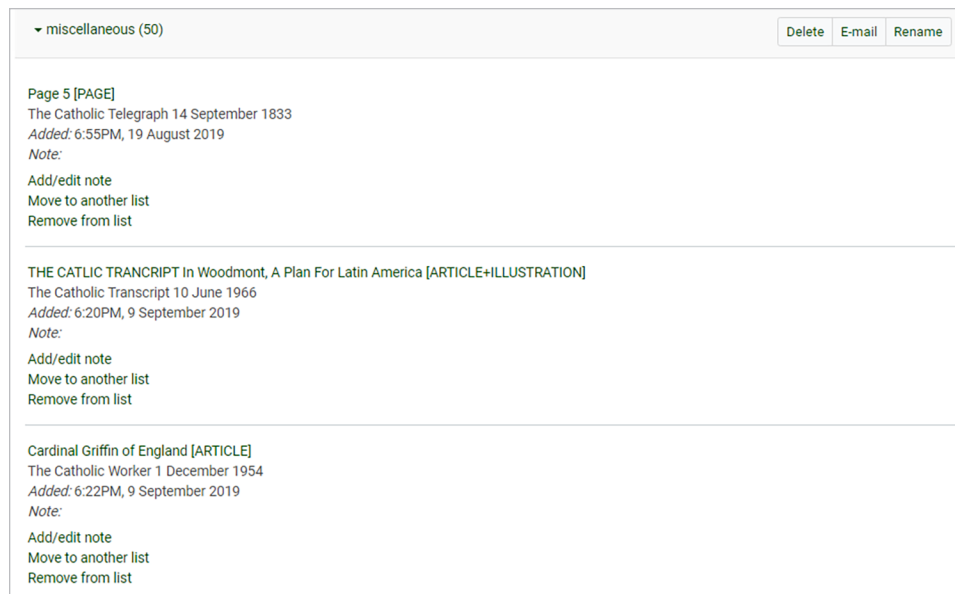 miscellaneous (50)
Delete E-mail Rename
Page 5 [PAGE]
The Catholic Telegraph 14 September 1833
Added: 6:55PM, 19 August 2019
Note:
Add/edit note
Move to another list
Remove from list
THE CATLIC TRANCRIPT In Woodmont, A Plan For Latin America [ARTICLE+ILLUSTRATION]
The Catholic Transcript 10 June 1966
Added: 6:20PM, 9 September 2019
Note:
Add/edit note
Move to another list
Remove from list
Cardinal Griffin of England [ARTICLE]
The Catholic Worker 1 December 1954
Added: 6:22PM, 9 September 2019
Note:
Add/edit note
Move to another list
Remove from list